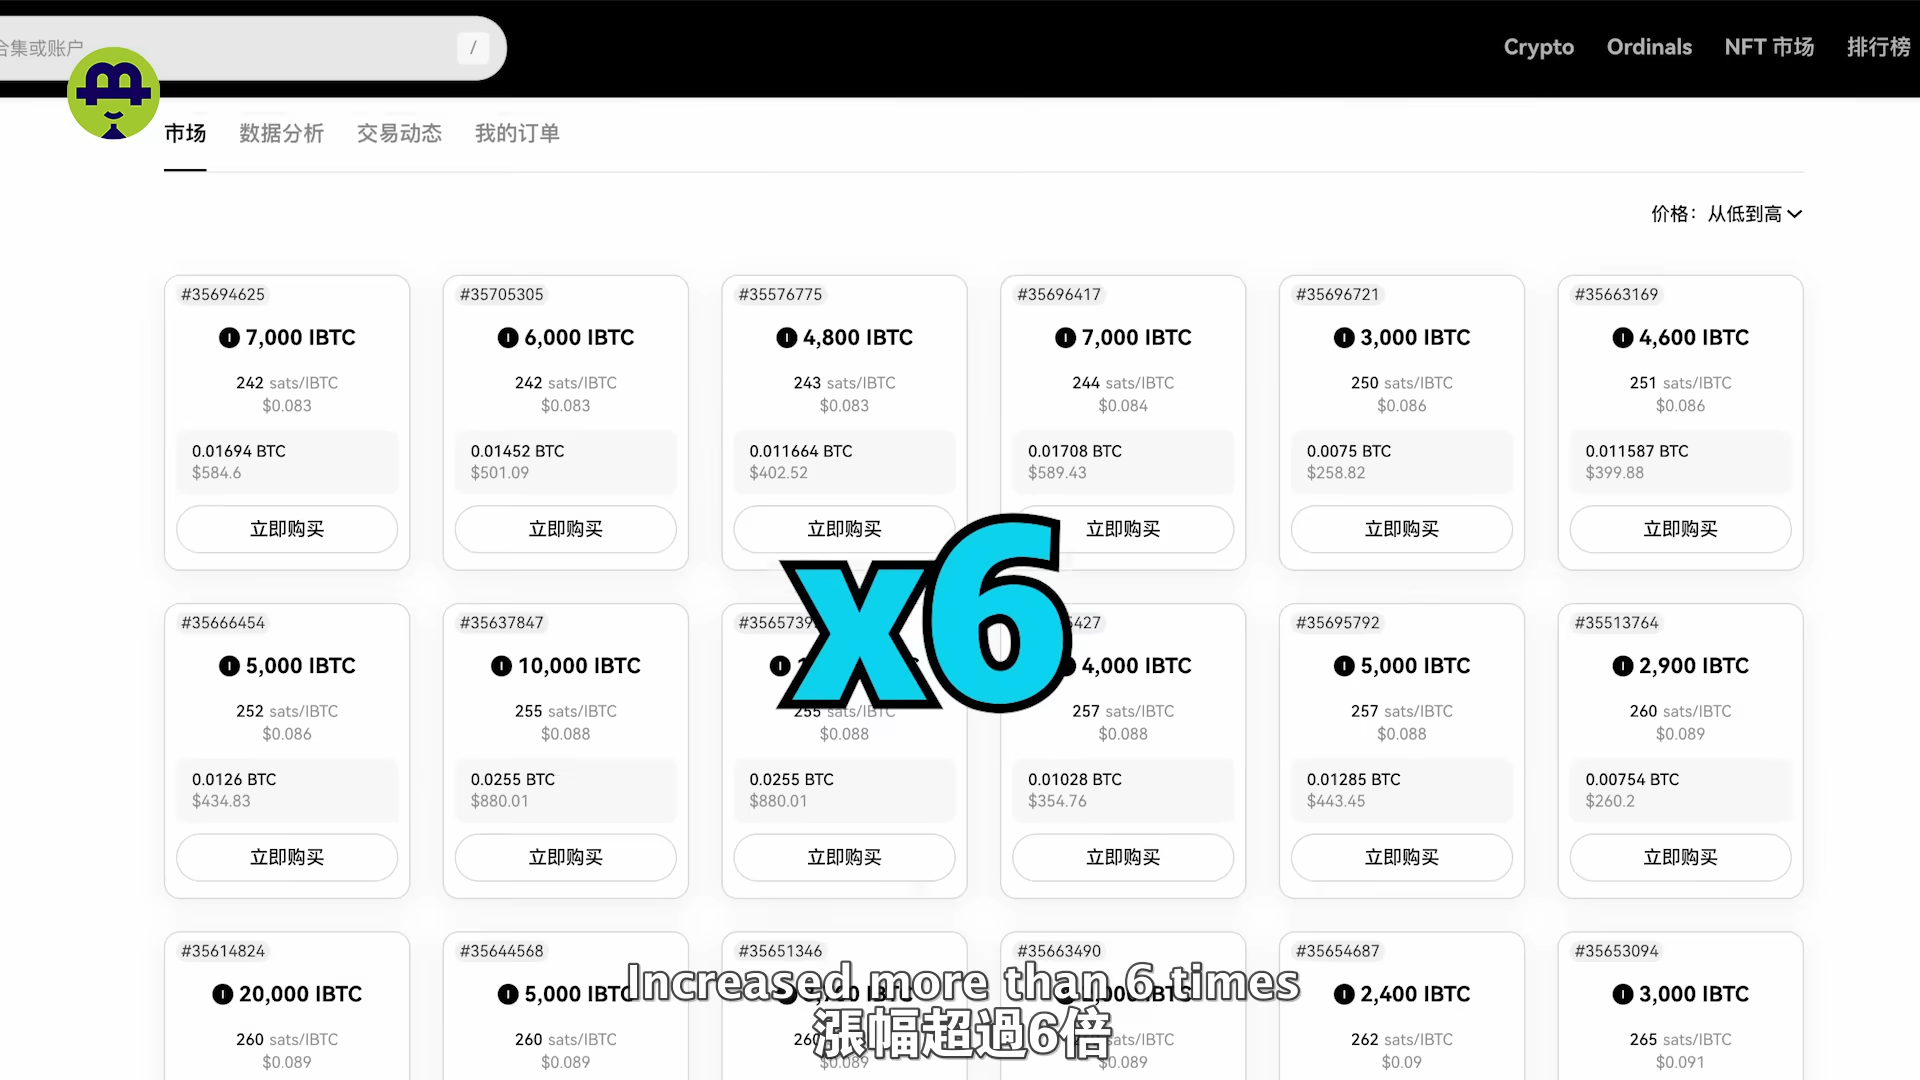 合集或账户 /
Crypto Ordinals NFT 市场 排行榜
市场 数据分析 交易动态 我的订单
价格：从低到高
#35694625 #35705305 #35576775 #35696417 #35696721 #35663169
7,000 IBTC 6,000 IBTC 4,800 IBTC 7,000 IBTC 3,000 IBTC 4,600 IBTC
242 sats/IBTC 242 sats/IBTC 243 sats/IBTC 244 sats/IBTC 250 sats/IBTC 251 sats/IBTC
$0.083 $0.083 $0.083 $0.084 $0.086 $0.086
0.01694 BTC 0.01452 BTC 0.011664 BTC 0.01708 BTC 0.0075 BTC 0.011587 BTC
$584.6 $501.09 $402.52 $589.43 $258.82 $399.88
立即购买 立即购买 立即购买 立即购买 立即购买 立即购买
x6
#35666454 #35637847 #3565739 5427 #35695792 #35513764
5,000 IBTC 10,000 IBTC 4,000 IBTC 5,000 IBTC 2,900 IBTC
252 sats/IBTC 255 sats/IBTC 255 sats/IBTC 257 sats/IBTC 257 sats/IBTC 260 sats/IBTC
$0.086 $0.088 $0.088 $0.088 $0.088 $0.089
0.0126 BTC 0.0255 BTC 0.0255 BTC 0.01028 BTC 0.01285 BTC 0.00754 BTC
$434.83 $880.01 $880.01 $354.76 $443.45 $260.2
立即购买 立即购买 立即购买 立即购买 立即购买 立即购买
#35614824 #35644568 #35651346 #35663490 #35654687 #35653094
20,000 IBTC 5,000 IBTC 2,400 IBTC 3,000 IBTC
Increased more than 6 times
漲幅超過6倍
260 sats/IBTC 260 sats/IBTC 260 sats/IBTC 262 sats/IBTC 265 sats/IBTC
$0.089 $0.089 $0.089 $0.089 $0.09 $0.091